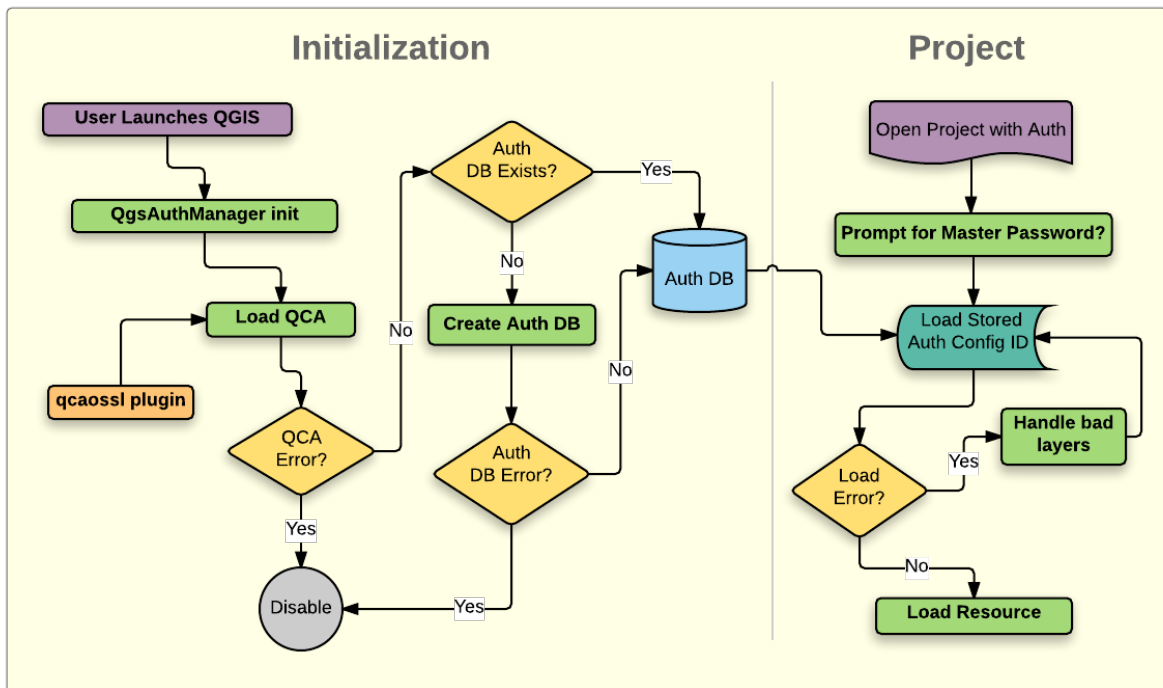 Initialization
User Launches QGIS
QgsAuthManager init
Load QCA
qcaossl plugin
QCA
Error?
Yes
Disable
No
Auth
DB Exists?
Yes
No
Create Auth DB
Auth
DB Error?
Yes
No
Auth DB
Project
Open Project with Auth
Prompt for Master Password?
Load Stored
Auth Config ID
Load
Error?
Yes
Handle bad
layers
No
Load Resource